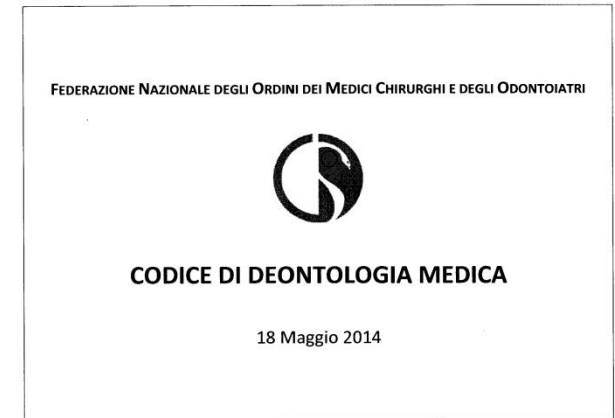 FEDERAZIONE NAZIONALE DEGLI ORDINI DEI MEDICI CHIRURGHI E DEGLI ODONTOIATRI
CODICE DI DEONTOLOGIA MEDICA
18 Maggio 2014